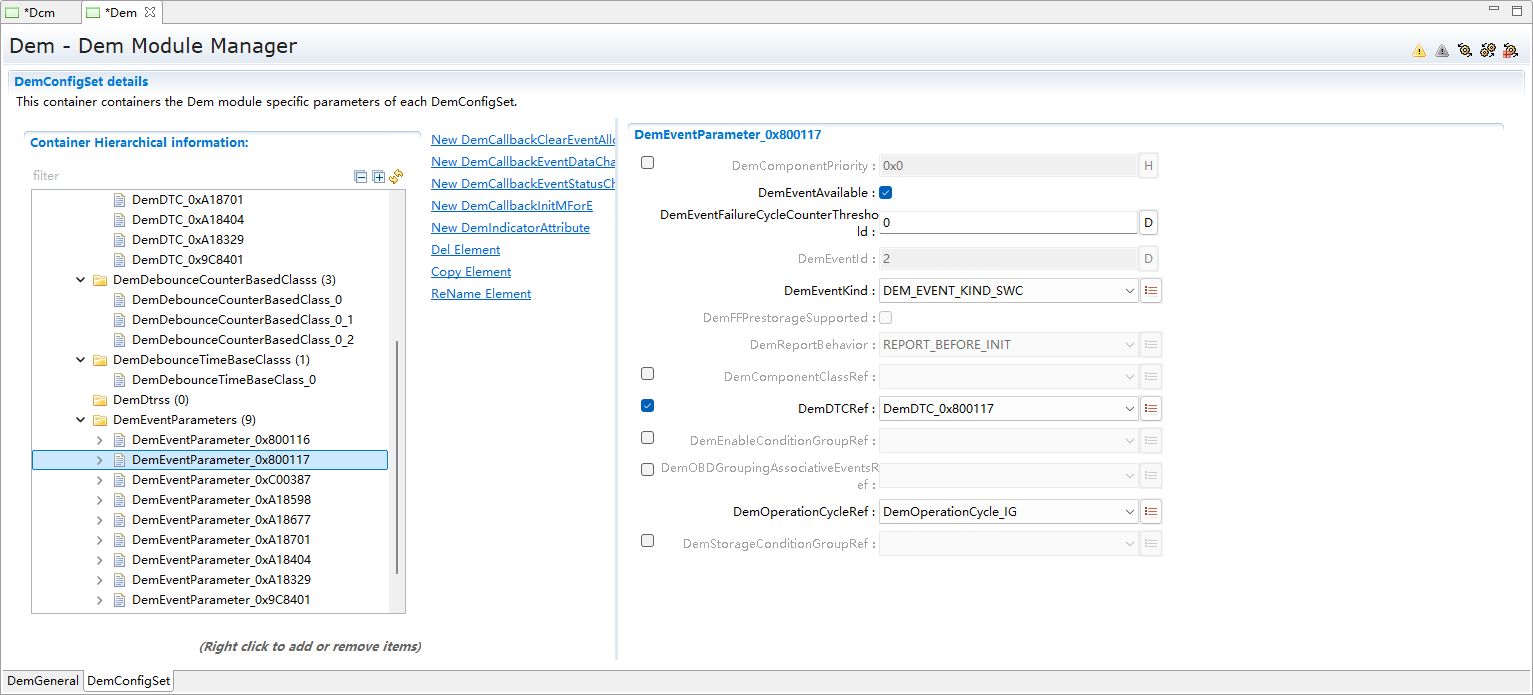 *Dcm
*Dem
Dem - Dem Module Manager
DemConfigSet details
This container containers the Dem module specific parameters of each DemConfigSet.
Container Hierarchical information:
filter
DemDTC_0xA18701
DemDTC_0xA18404
DemDTC_0xA18329
DemDTC_0x9C8401
DemDebounceCounterBasedClasss (3)
DemDebounceCounterBasedClass_0
DemDebounceCounterBasedClass_0_1
DemDebounceCounterBasedClass_0_2
DemDebounceTimeBaseClasss (1)
DemDebounceTimeBaseClass_0
DemDtrss (0)
DemEventParameters (9)
DemEventParameter_0x800116
DemEventParameter_0x800117
DemEventParameter_0xC00387
DemEventParameter_0xA18598
DemEventParameter_0xA18677
DemEventParameter_0xA18701
DemEventParameter_0xA18404
DemEventParameter_0xA18329
DemEventParameter_0x9C8401
(Right click to add or remove items)
New DemCallbackClearEventAllo
New DemCallbackEventDataCha
New DemCallbackEventStatusCh
New DemCallbackInitMForE
New DemIndicatorAttribute
Del Element
Copy Element
ReName Element
DemEventParameter_0x800117
DemComponentPriority : 0x0 H
DemEventAvailable :
DemEventFailureCycleCounterThresho
ld : 0 D
DemEventId : 2 D
DemEventKind : DEM_EVENT_KIND_SWC
DemFFPrestorageSupported :
DemReportBehavior : REPORT_BEFORE_INIT
DemComponentClassRef :
DemDTCRef : DemDTC_0x800117
DemEnableConditionGroupRef :
DemOBDGroupingAssociativeEventsR
ef :
DemOperationCycleRef : DemOperationCycle_IG
DemStorageConditionGroupRef :
DemGeneral
DemConfigSet